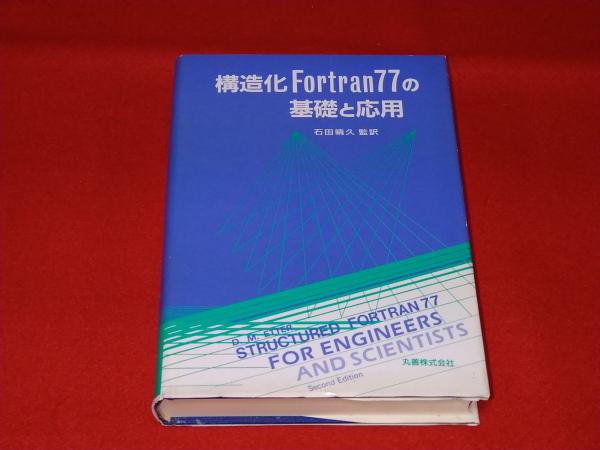 構造化Fortran77の
基礎と応用
石田晴久 監訳
D. M. ETTER
STRUCTURED FORTRAN 77
FOR ENGINEERS
AND SCIENTISTS
Second Edition
丸善株式会社